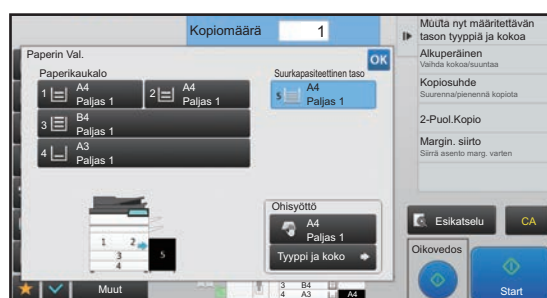 Kopiomäärä 1
Paperin Val.
OK
Paperikaukalo
Suurkapasiteettinen taso
1 A4
Paljas 1
2 A4
Paljas 1
5 A4
Paljas 1
3 B4
Paljas 1
4 A3
Paljas 1
1 2
3
4
5
Ohisyöttö
A4
Paljas 1
Tyyppi ja koko
Muuta nyt määritettävän
tason tyyppiä ja kokoa
Alkuperäinen
Vaihda kokoa/suuntaa
Kopiosuhde
Suurenna/pienennä kopiota
2-Puol.Kopio
Margin. siirto
Siirrä asento marg. varten
Esikatselu
CA
Oikovedos
Start
Muut
3 B4
4 A3
A4